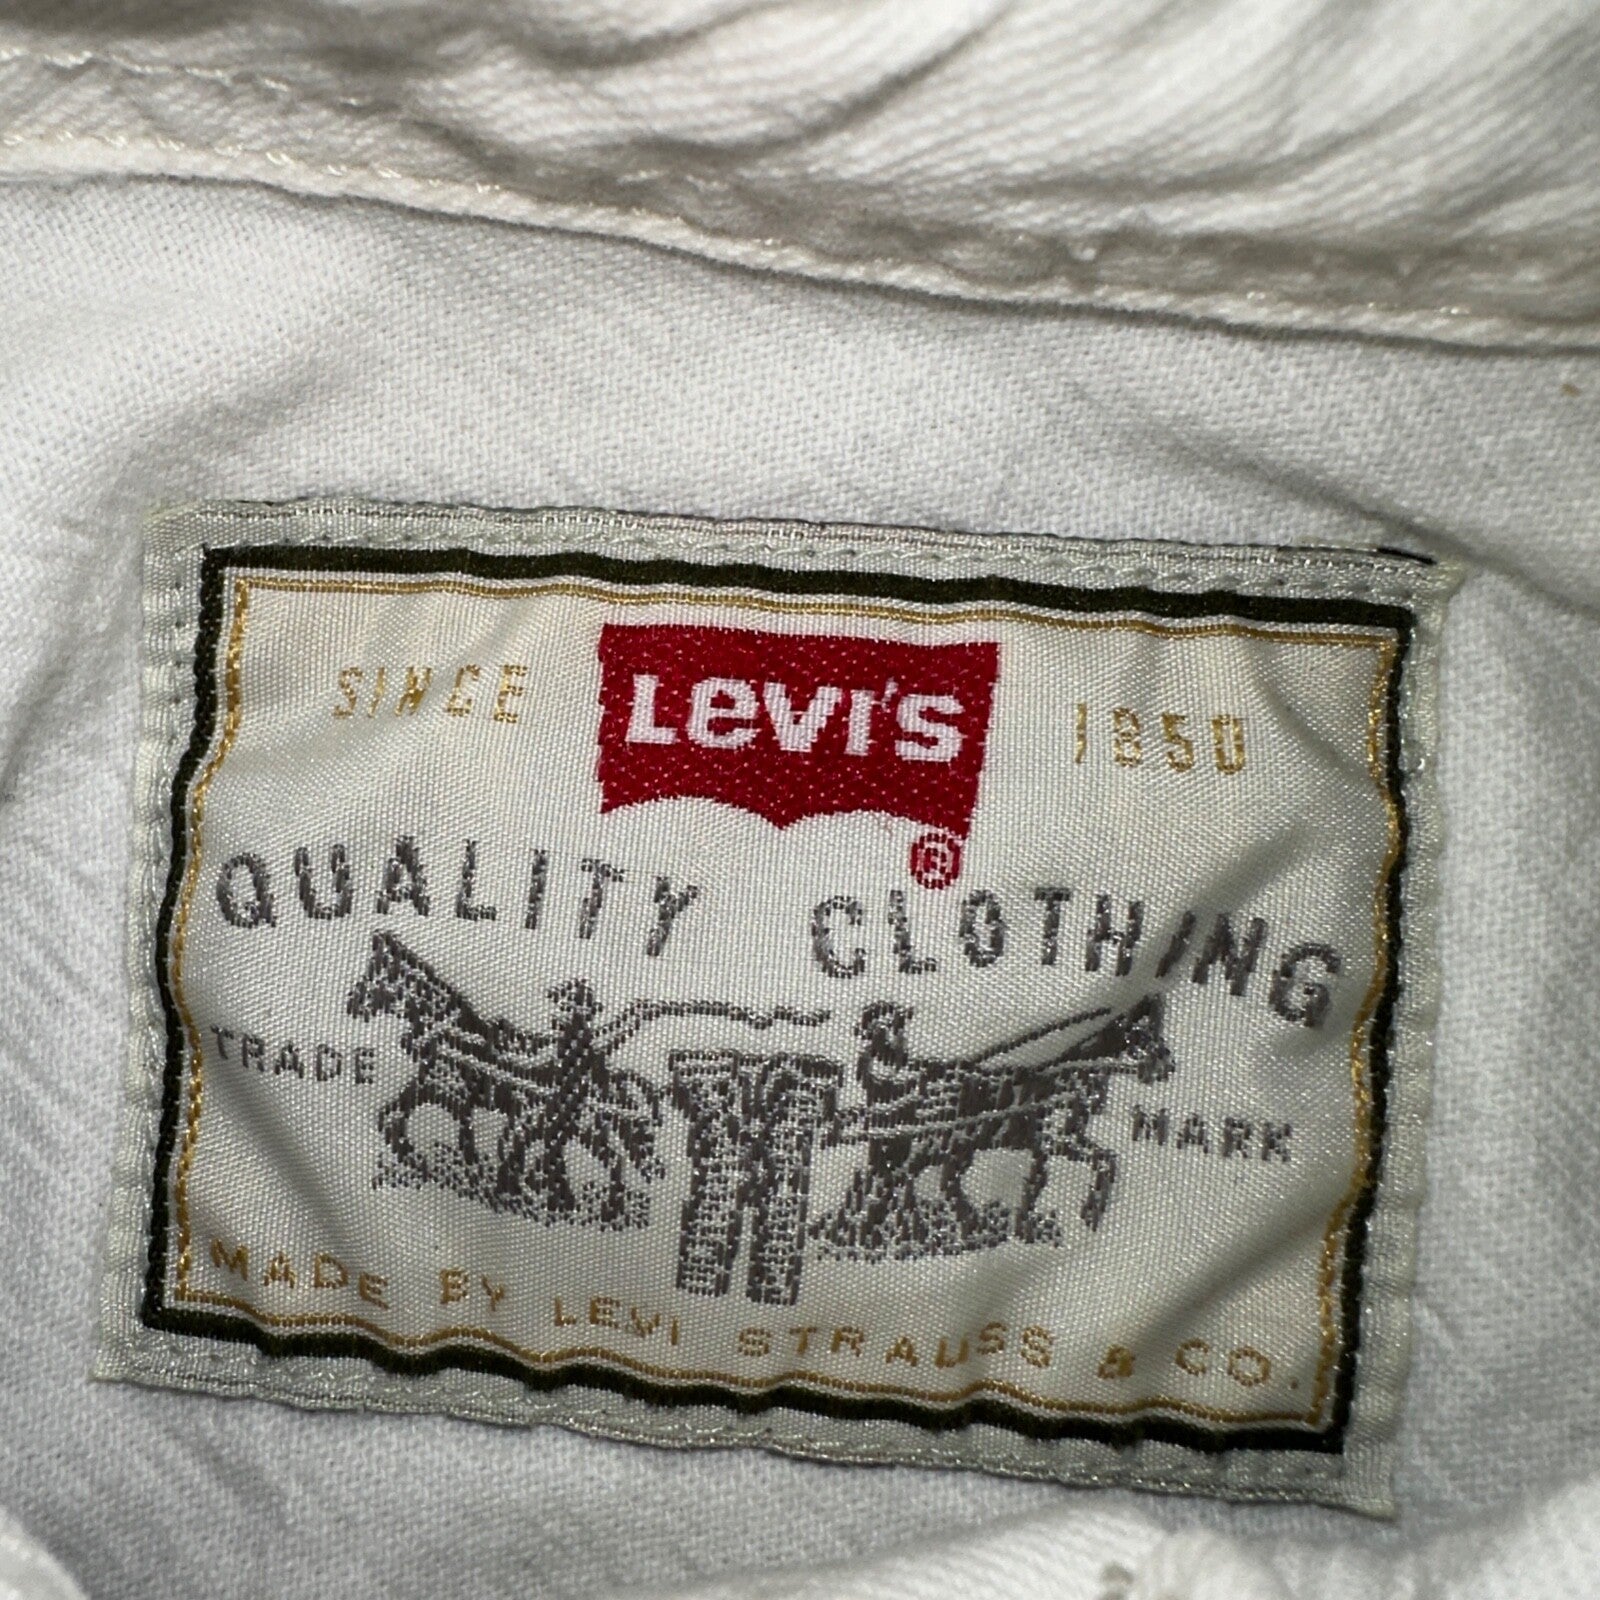 SINCE LEVI'S ® 1850
QUALITY CLOTHING
TRADE MARK
MADE BY LEVI STRAUSS & CO.